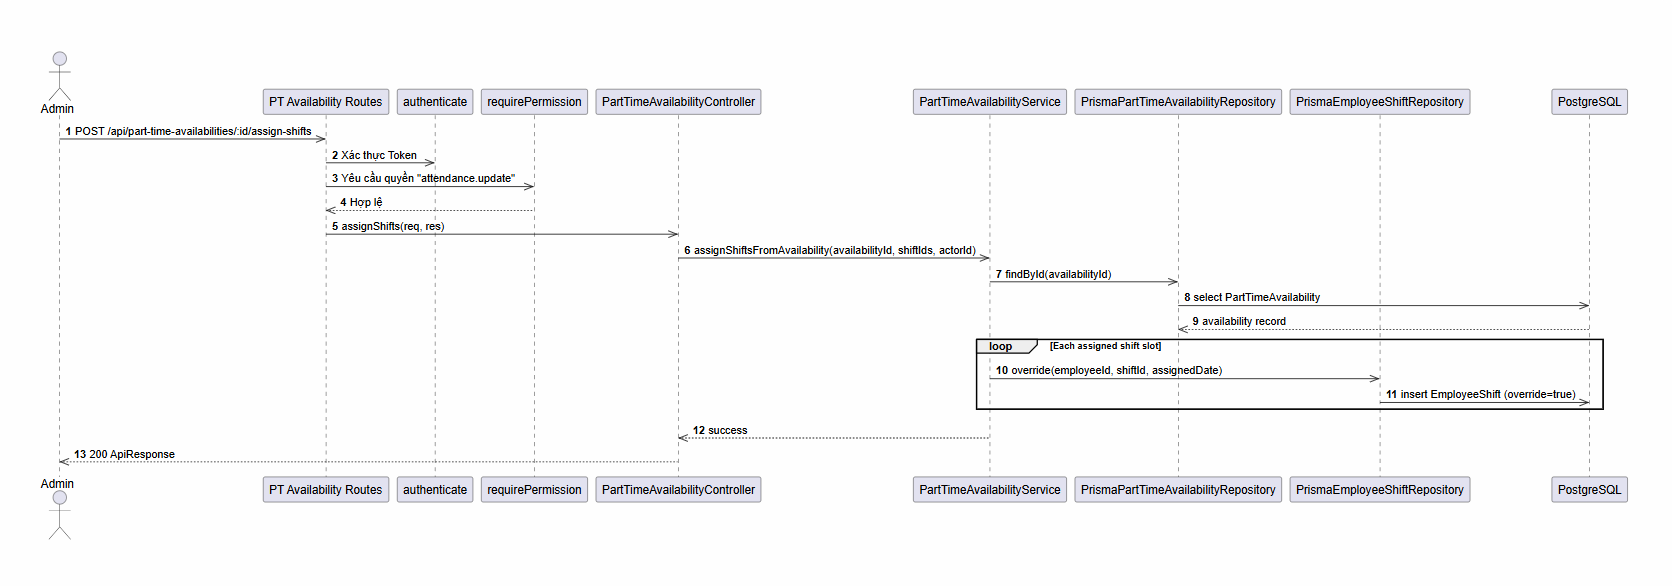 Admin
PT Availability Routes
authenticate
requirePermission
PartTimeAvailabilityController
PartTimeAvailabilityService
PrismaPartTimeAvailabilityRepository
PrismaEmployeeShiftRepository
PostgreSQL
1 POST /api/part-time-availabilities/:id/assign-shifts
2 Xác thực Token
3 Yêu cầu quyền "attendance.update"
4 Hợp lệ
5 assignShifts(req, res)
6 assignShiftsFromAvailability(availabilityId, shiftIds, actorId)
7 findById(availabilityId)
8 select PartTimeAvailability
9 availability record
loop [Each assigned shift slot]
10 override(employeeId, shiftId, assignedDate)
11 insert EmployeeShift (override=true)
12 success
13 200 ApiResponse
Admin
PT Availability Routes
authenticate
requirePermission
PartTimeAvailabilityController
PartTimeAvailabilityService
PrismaPartTimeAvailabilityRepository
PrismaEmployeeShiftRepository
PostgreSQL